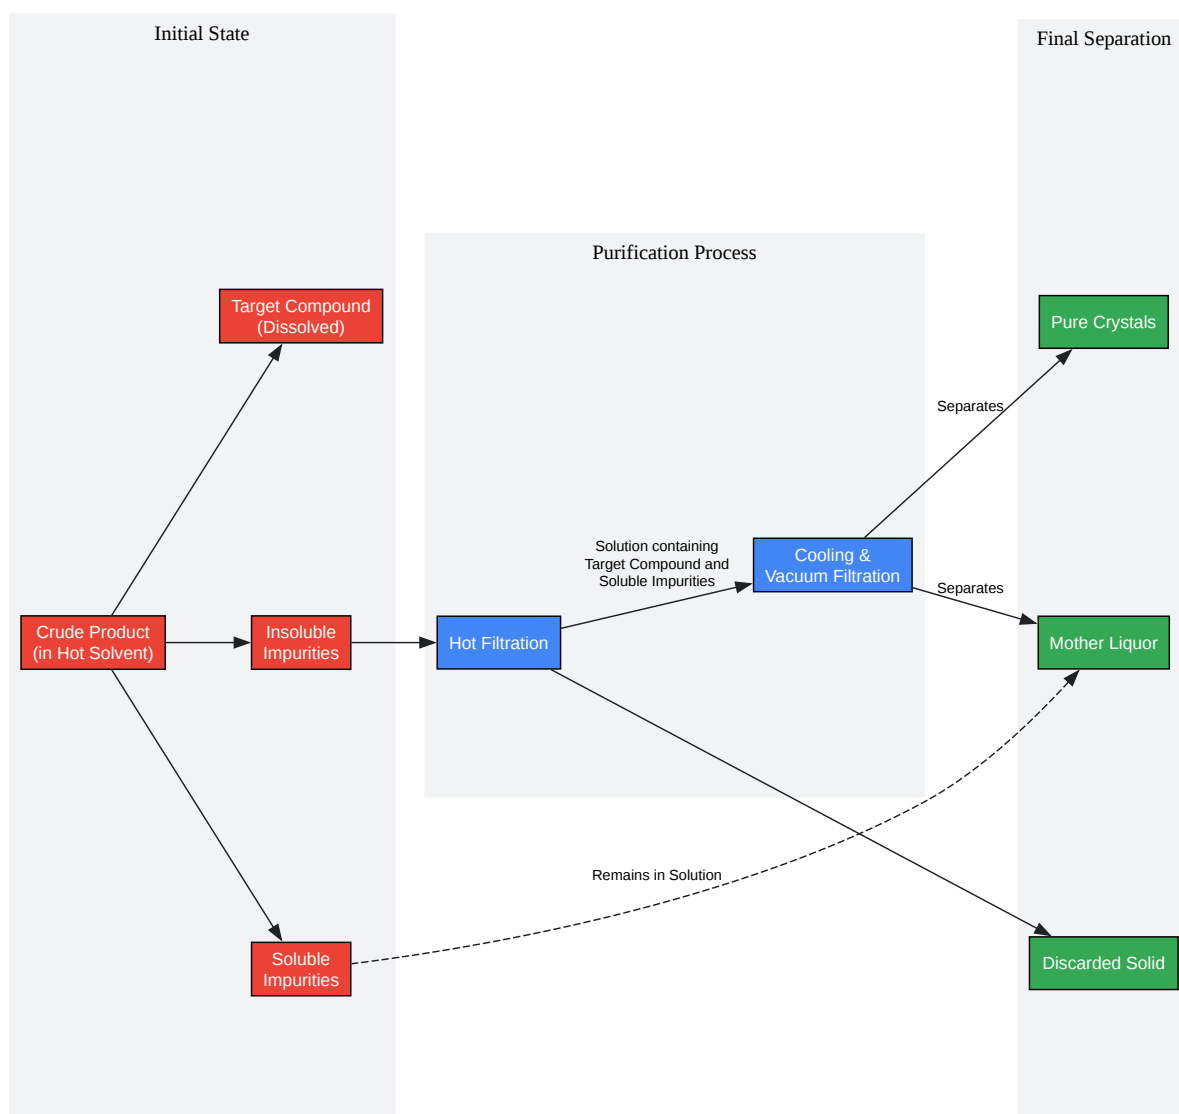 Initial State
Final Separation
Purification Process
Target Compound
(Dissolved)
Pure Crystals
Separates
Solution containing
Target Compound and
Soluble Impurities
Cooling &
Vacuum Filtration
Separates
Crude Product
(in Hot Solvent)
Insoluble
Impurities
Hot Filtration
Mother Liquor
Remains in Solution
Soluble
Impurities
Discarded Solid